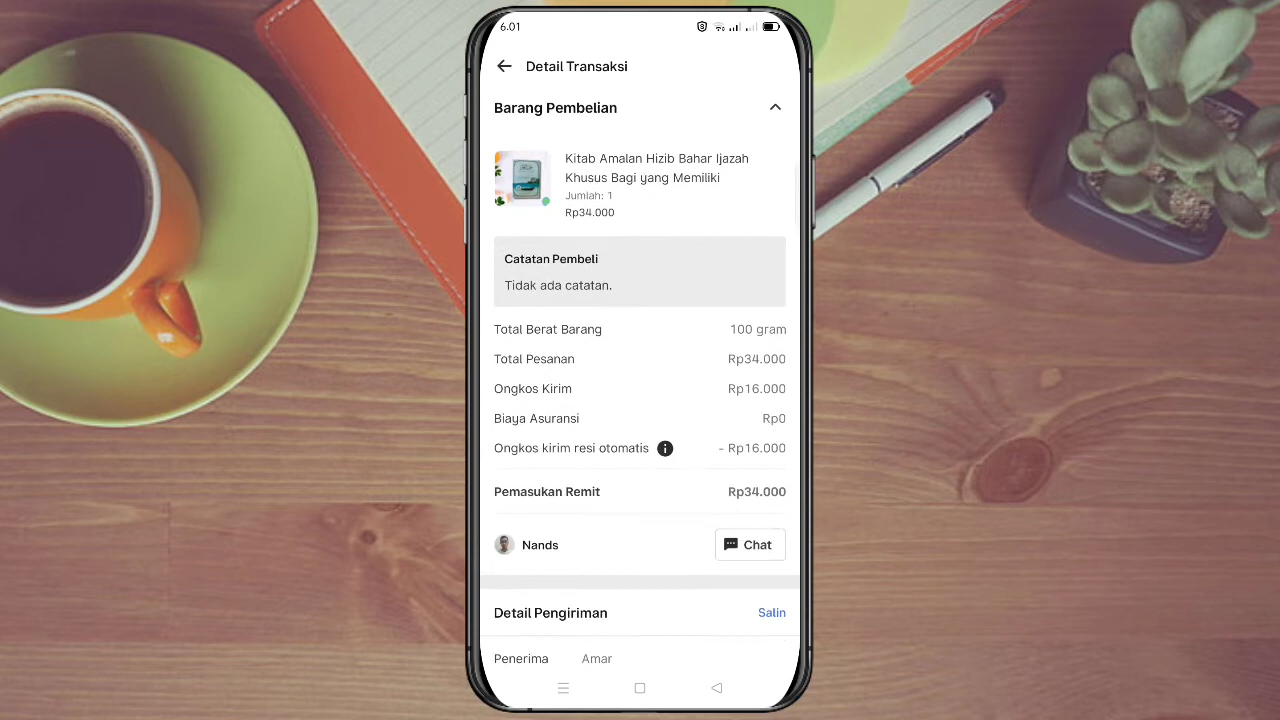 6.01
Detail Transaksi
Barang Pembelian
Kitab Amalan Hizib Bahar Ijazah
Khusus Bagi yang Memiliki
Jumlah: 1
Rp34.000
Catatan Pembeli
Tidak ada catatan.
Total Berat Barang 100 gram
Total Pesanan Rp34.000
Ongkos Kirim Rp16.000
Biaya Asuransi Rp0
Ongkos kirim resi otomatis - Rp16.000
Pemasukan Remit Rp34.000
Nands Chat
Detail Pengiriman Salin
Penerima Amar